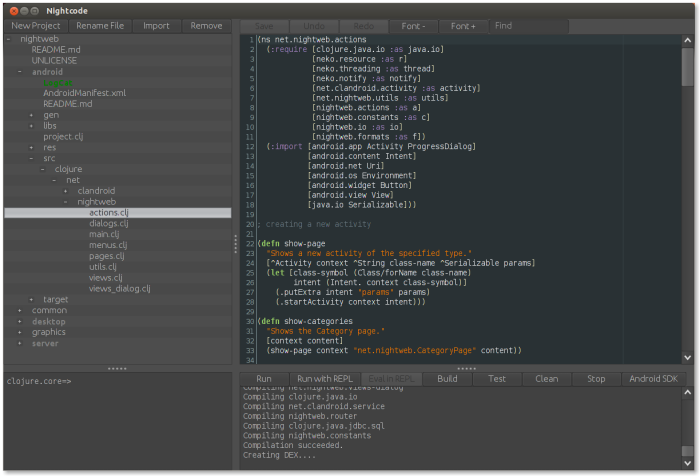 Nightcode
New Project Rename File Import Remove
nightweb
README.md
UNLICENSE
android
AndroidManifest.xml
README.md
gen
libs
project.clj
res
src
clojure
net
clandroid
nightweb
actions.clj
dialogs.clj
main.clj
menus.clj
pages.clj
utils.clj
views.clj
views_dialog.clj
target
common
desktop
graphics
server
clojure.core=>
Save Undo Redo Font - Font + Find
1 (ns net.nightweb.actions
2 (:require [clojure.java.io :as java.io]
3 [neko.resource :as r]
4 [neko.threading :as thread]
5 [neko.notify :as notify]
6 [net.clandroid.activity :as activity]
7 [net.nightweb.utils :as utils]
8 [nightweb.actions :as a]
9 [nightweb.constants :as c]
10 [nightweb.io :as io]
11 [nightweb.formats :as f])
12 (:import [android.app Activity ProgressDialog]
13 [android.content Intent]
14 [android.net Uri]
15 [android.os Environment]
16 [android.widget Button]
17 [android.view View]
18 [java.io Serializable]))
19
20 ; creating a new activity
21
22 (defn show-page
23 "Shows a new activity of the specified type."
24 [^Activity context ^String class-name ^Serializable params]
25 (let [class-symbol (Class/forName class-name)
26 intent (Intent. context class-symbol)]
27 (.putExtra intent "params" params)
28 (.startActivity context intent)))
29
30 (defn show-categories
31 "Shows the Category page."
32 [context content]
33 (show-page context "net.nightweb.CategoryPage" content))
34
Run Run with REPL Eval in REPL Build Test Clean Stop Android SDK
Compiling net.nightweb.views-dialog
Compiling clojure.java.io
Compiling net.clandroid.service
Compiling nightweb.router
Compiling clojure.java.jdbc.sql
Compiling nightweb.constants
Compilation succeeded.
Creating DEX....